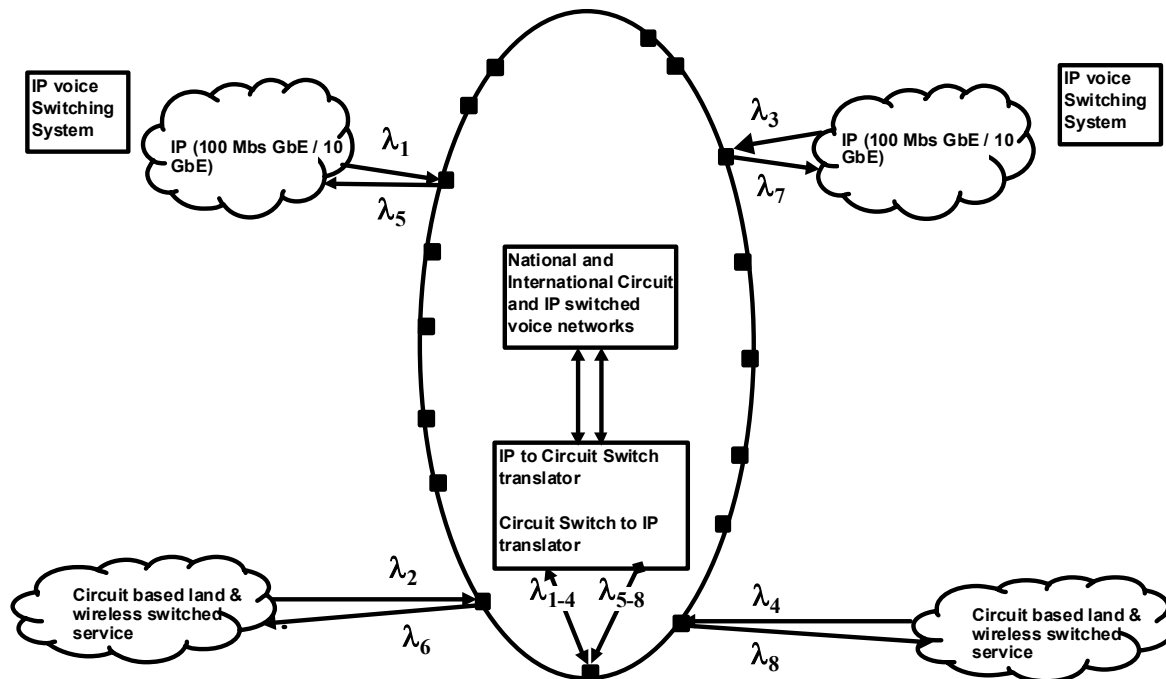 IP voice
Switching
System
IP (100 Mbs GbE / 10
GbE)
λ1
λ5
λ3
λ7
IP (100 Mbs GbE / 10
GbE)
IP voice
Switching
System
National and
International Circuit
and IP switched
voice networks
IP to Circuit Switch
translator
Circuit Switch to IP
translator
λ1-4
λ5-8
Circuit based land &
wireless switched
service
λ2
λ6
λ4
λ8
Circuit based land &
wireless switched
service